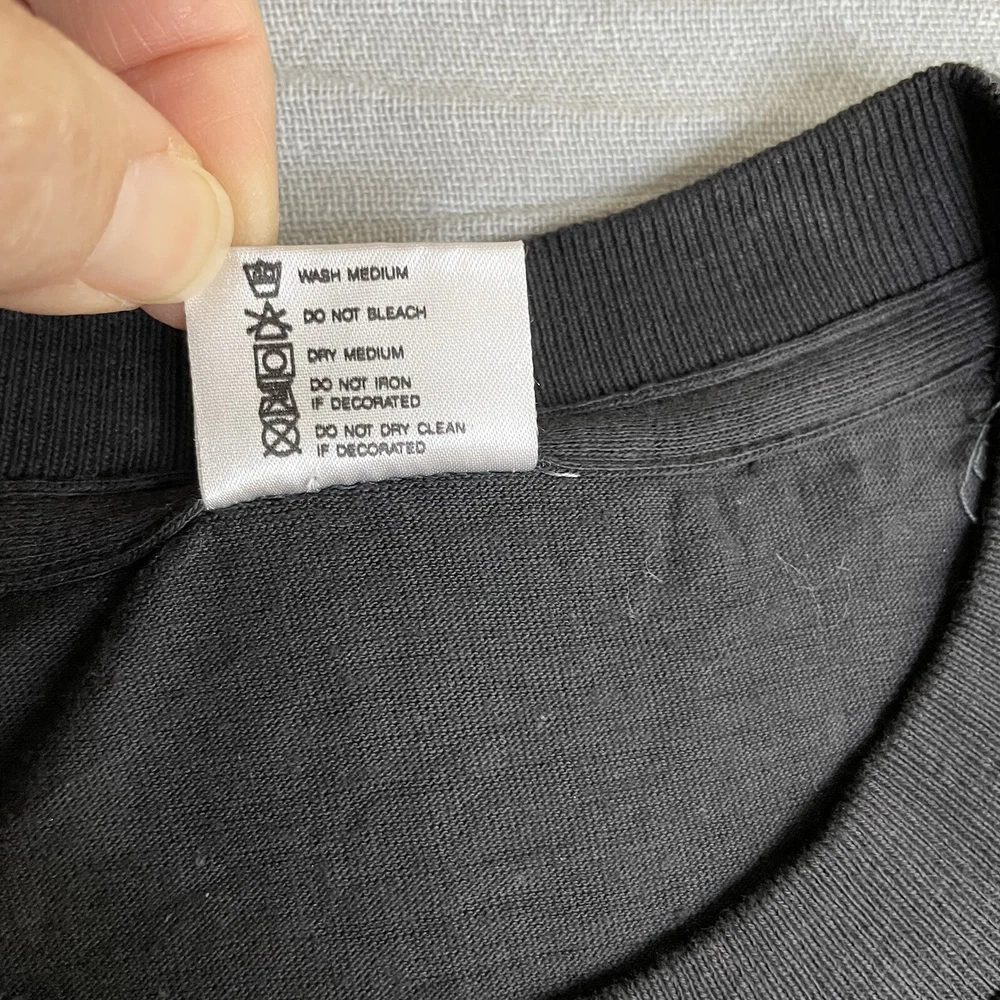 WASH MEDIUM
DO NOT BLEACH
DRY MEDIUM
DO NOT IRON
IF DECORATED
DO NOT DRY CLEAN
IF DECORATED